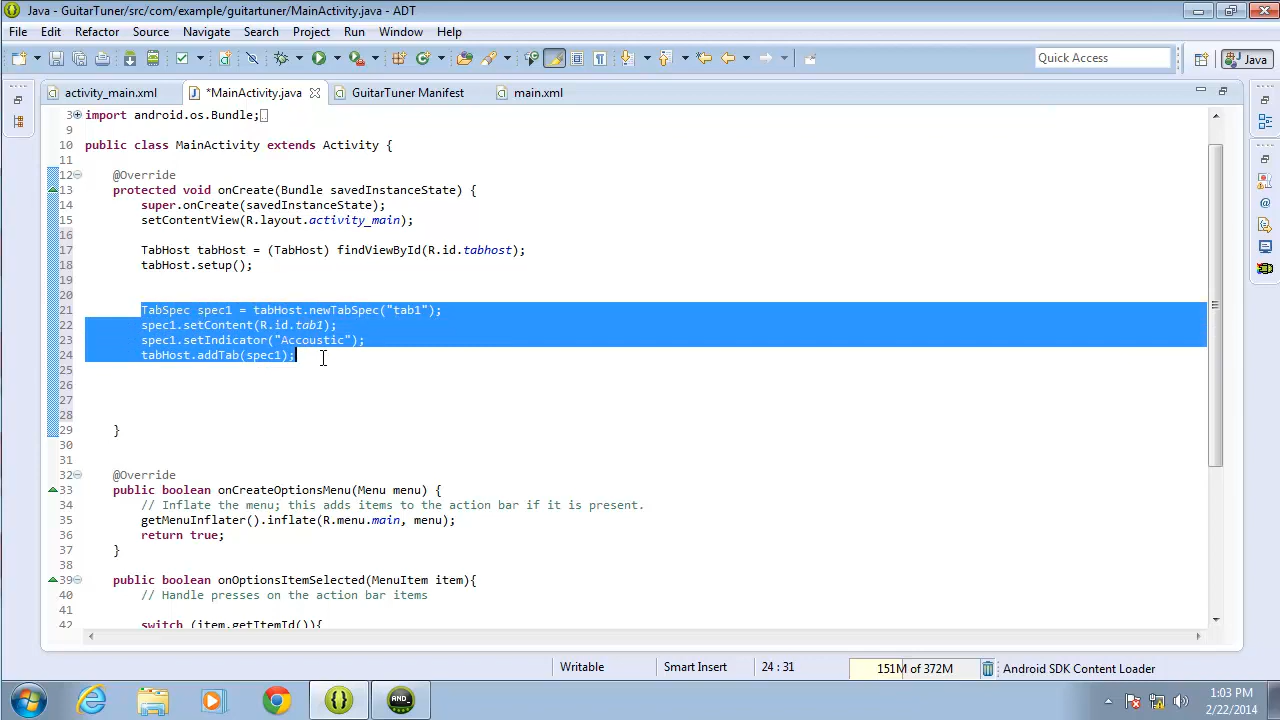 Java - GuitarTuner/src/com/example/guitartuner/MainActivity.java - ADT
File Edit Refactor Source Navigate Search Project Run Window Help
Quick Access
Java
activity_main.xml
*MainActivity.java
GuitarTuner Manifest
main.xml
3 import android.os.Bundle;
9
10 public class MainActivity extends Activity {
11
12 @Override
13 protected void onCreate(Bundle savedInstanceState) {
14 super.onCreate(savedInstanceState);
15 setContentView(R.layout.activity_main);
16
17 TabHost tabHost = (TabHost) findViewById(R.id.tabhost);
18 tabHost.setup();
19
20
21 TabSpec spec1 = tabHost.newTabSpec("tab1");
22 spec1.setContent(R.id.tab1);
23 spec1.setIndicator("Accoustic");
24 tabHost.addTab(spec1);
25
26
27
28
29 }
30
31
32 @Override
33 public boolean onCreateOptionsMenu(Menu menu) {
34 // Inflate the menu; this adds items to the action bar if it is present.
35 getMenuInflater().inflate(R.menu.main, menu);
36 return true;
37 }
38
39 public boolean onOptionsItemSelected(MenuItem item){
40 // Handle presses on the action bar items
41
42 switch (item.getItemId()){
Writable
Smart Insert
24 : 31
151M of 372M
Android SDK Content Loader
AND_
1:03 PM
2/22/2014